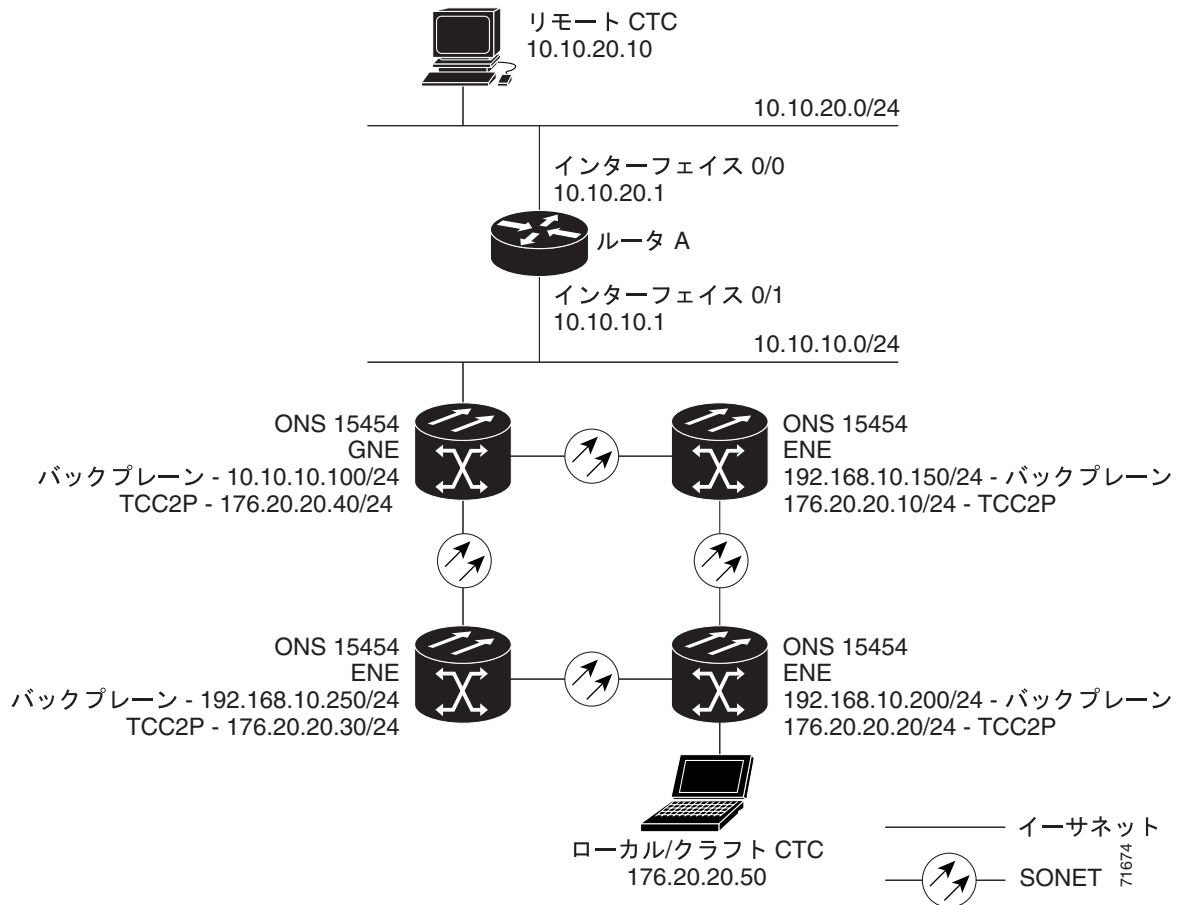 リモート CTC
10.10.20.10
10.10.20.0/24
インターフェイス 0/0
10.10.20.1
ルータ A
インターフェイス 0/1
10.10.10.1
10.10.10.0/24
ONS 15454
GNE
バックプレーン - 10.10.10.100/24
TCC2P - 176.20.20.40/24
ONS 15454
ENE
192.168.10.150/24 - バックプレーン
176.20.20.10/24 - TCC2P
ONS 15454
ENE
バックプレーン - 192.168.10.250/24
TCC2P - 176.20.20.30/24
ONS 15454
ENE
192.168.10.200/24 - バックプレーン
176.20.20.20/24 - TCC2P
ローカル/クラフト CTC
176.20.20.50
イーサネット
SONET
71674